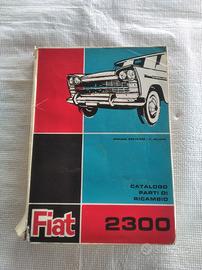 CATALOGO
PARTI DI
RICAMBIO
Fiat
2300